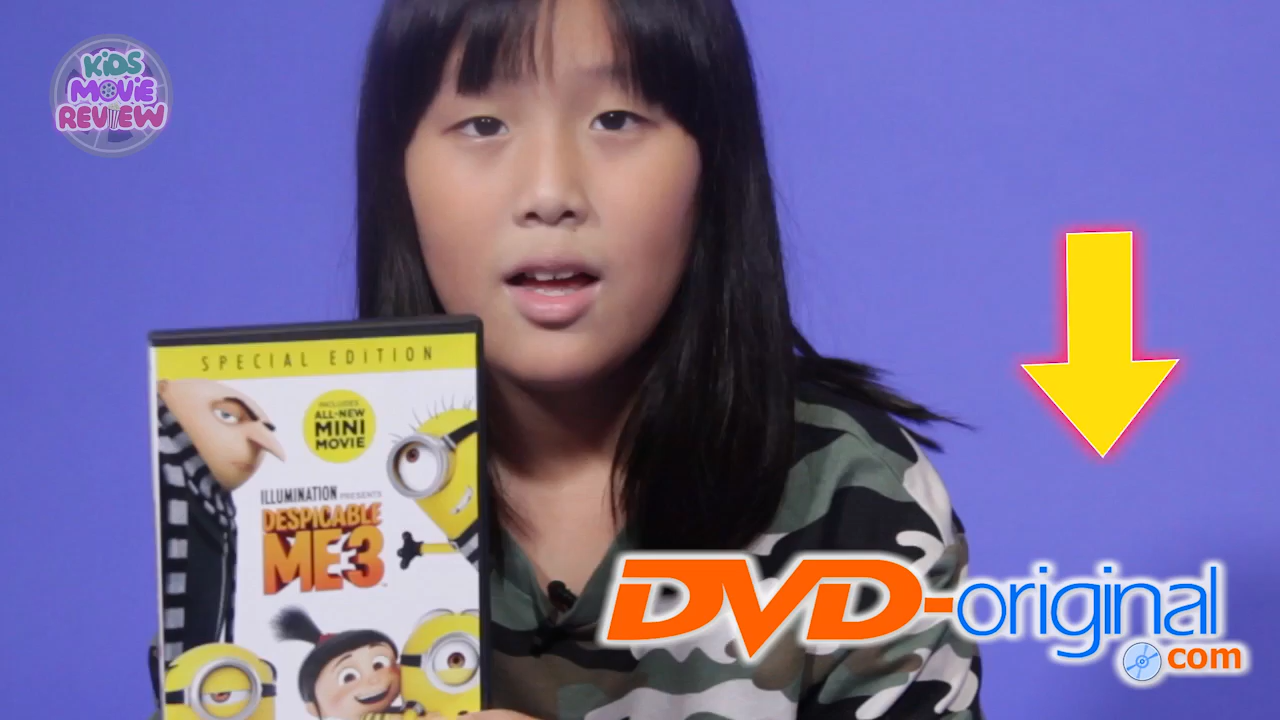 KiDS
MOViE
REVIEW
SPECIAL EDITION
INCLUDES
ALL-NEW
MINI
MOVIE
ILLUMINATION PRESENTS
DESPICABLE
ME3
DVD-original
.com